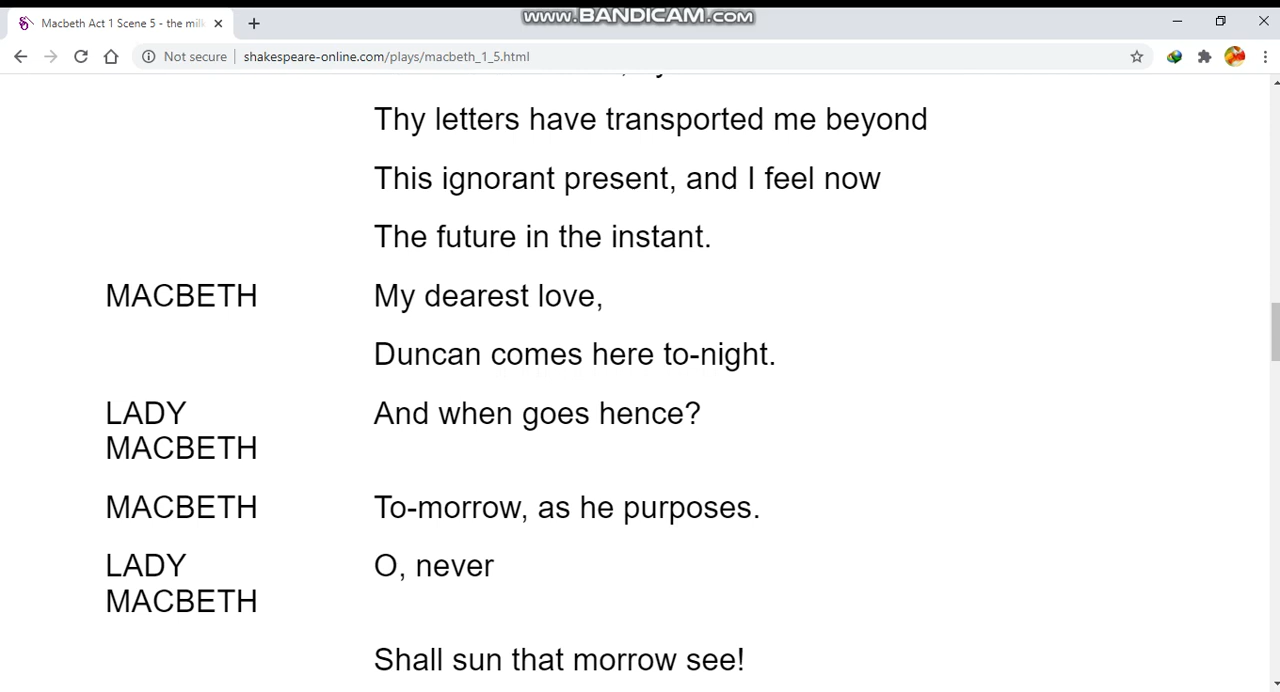 www.BANDICAM.com
Macbeth Act 1 Scene 5 - the mil
Not secure shakespeare-online.com/plays/macbeth_1_5.html
Thy letters have transported me beyond
This ignorant present, and I feel now
The future in the instant.
MACBETH My dearest love,
Duncan comes here to-night.
LADY And when goes hence?
MACBETH
MACBETH To-morrow, as he purposes.
LADY O, never
MACBETH
Shall sun that morrow see!